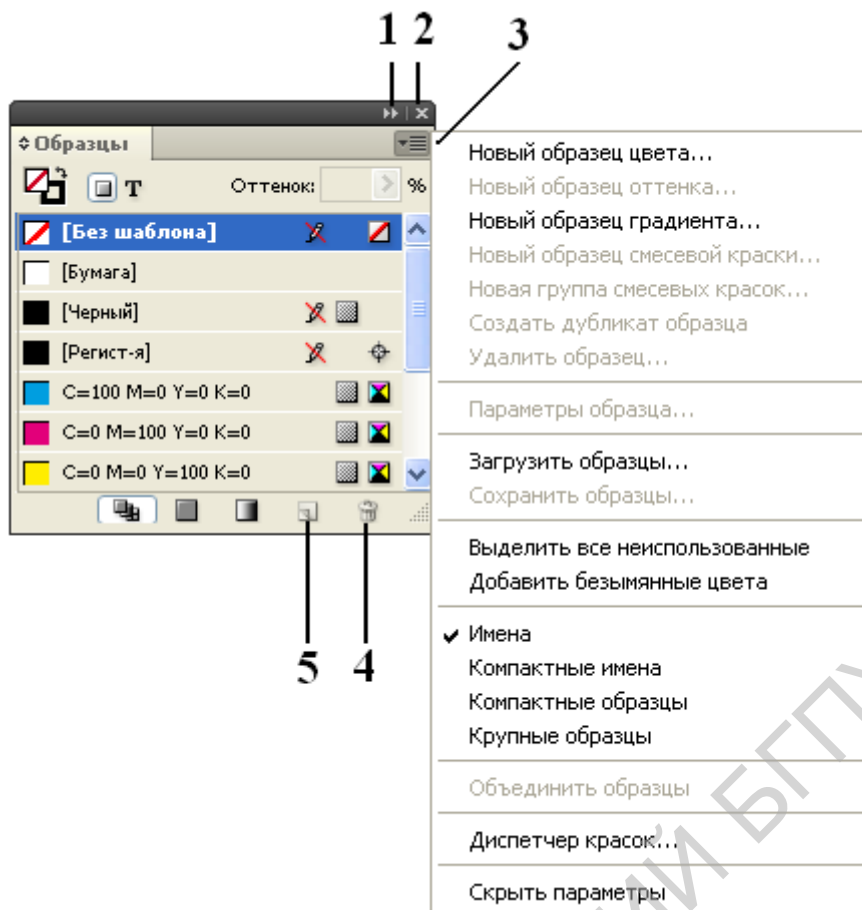 1 2 3
Образцы
T Оттенок: %
[Без шаблона]
[Бумага]
[Черный]
[Регист-я]
C=100 M=0 Y=0 K=0
C=0 M=100 Y=0 K=0
C=0 M=0 Y=100 K=0
5 4
Новый образец цвета...
Новый образец оттенка...
Новый образец градиента...
Новый образец смесевой краски...
Новая группа смесевых красок...
Создать дубликат образца
Удалить образец...
Параметры образца...
Загрузить образцы...
Сохранить образцы...
Выделить все неиспользованные
Добавить безымянные цвета
Имена
Компактные имена
Компактные образцы
Крупные образцы
Объединить образцы
Диспетчер красок...
Скрыть параметры
БГПУ